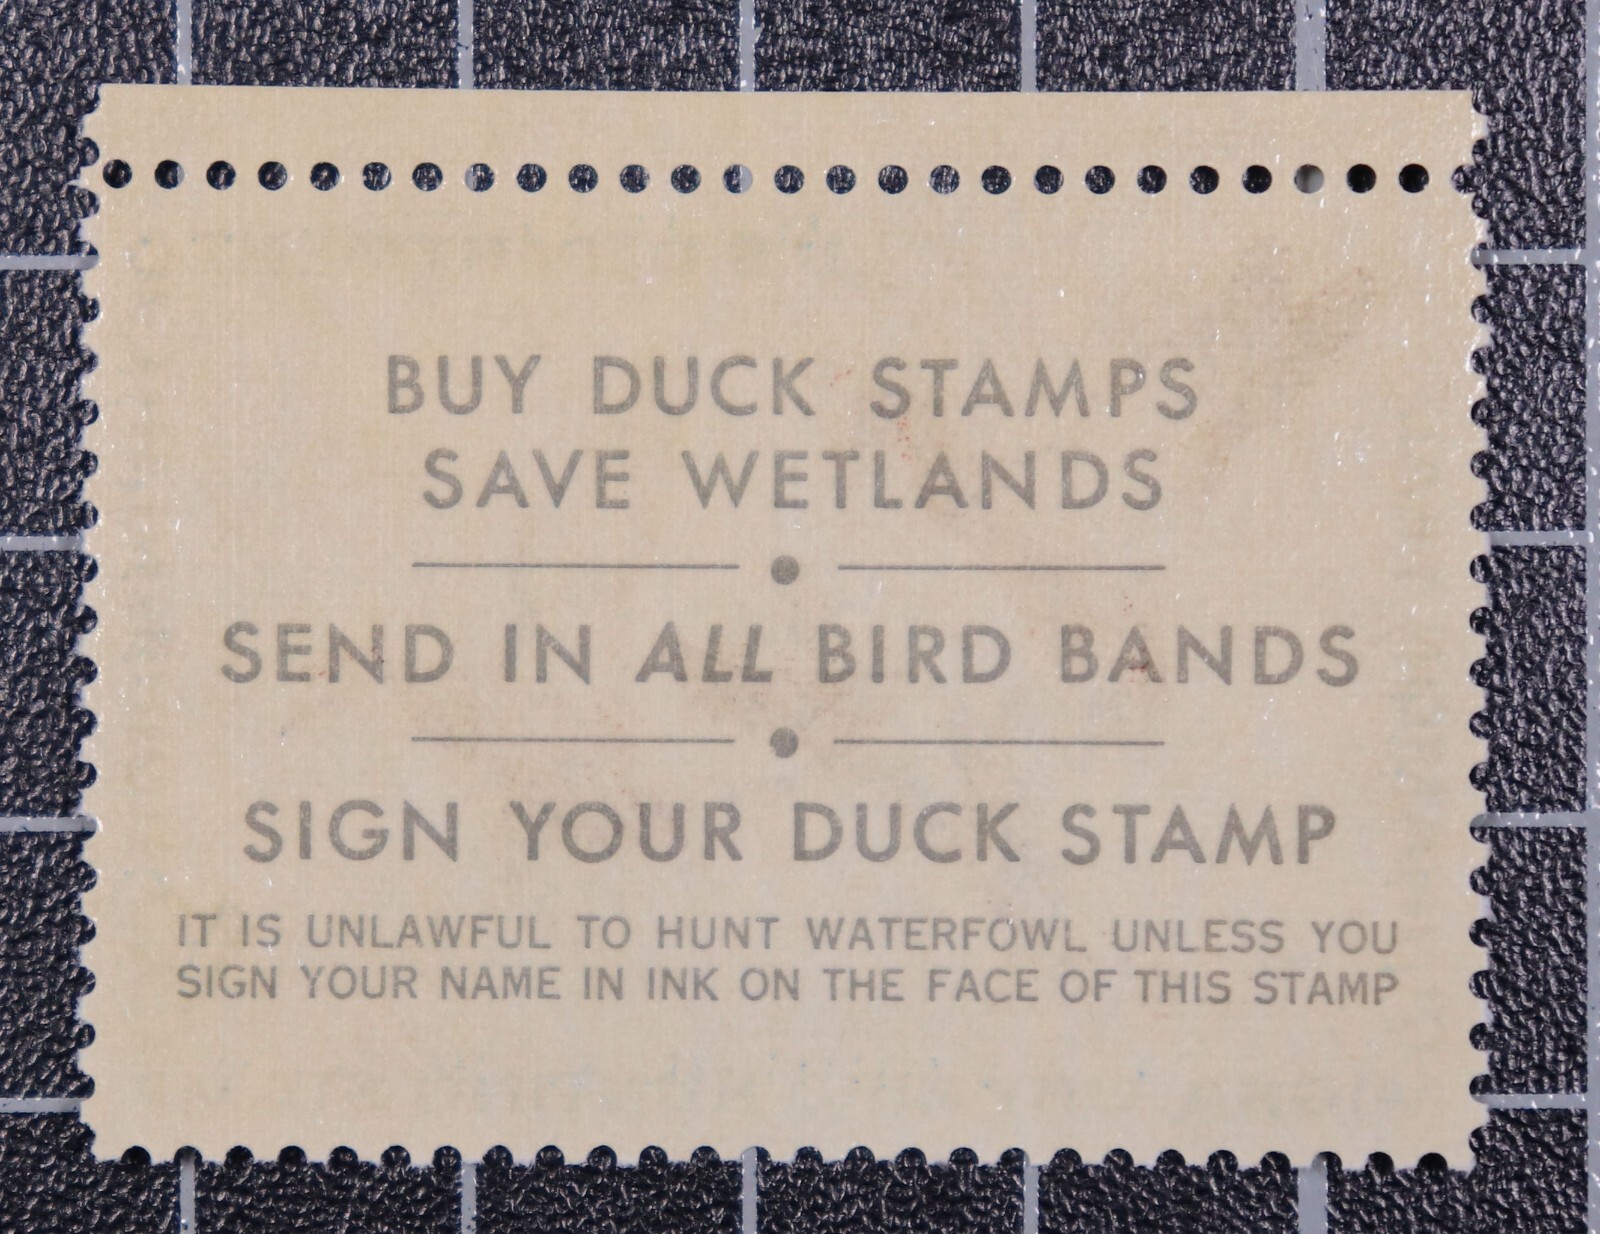 BUY DUCK STAMPS
SAVE WETLANDS
SEND IN ALL BIRD BANDS
SIGN YOUR DUCK STAMP
IT IS UNLAWFUL TO HUNT WATERFOWL UNLESS YOU
SIGN YOUR NAME IN INK ON THE FACE OF THIS STAMP